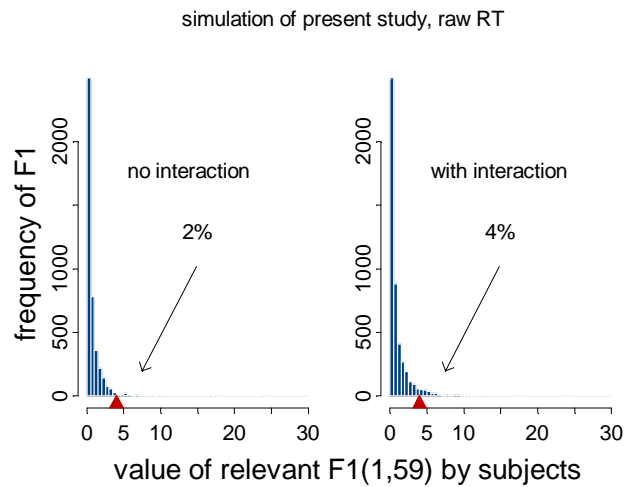 simulation of present study, raw RT
frequency of F1
0 500 1000 2000
no interaction
2%
0 5 10 20 30
0 500 1000 2000
with interaction
4%
0 5 10 20 30
value of relevant F1(1,59) by subjects